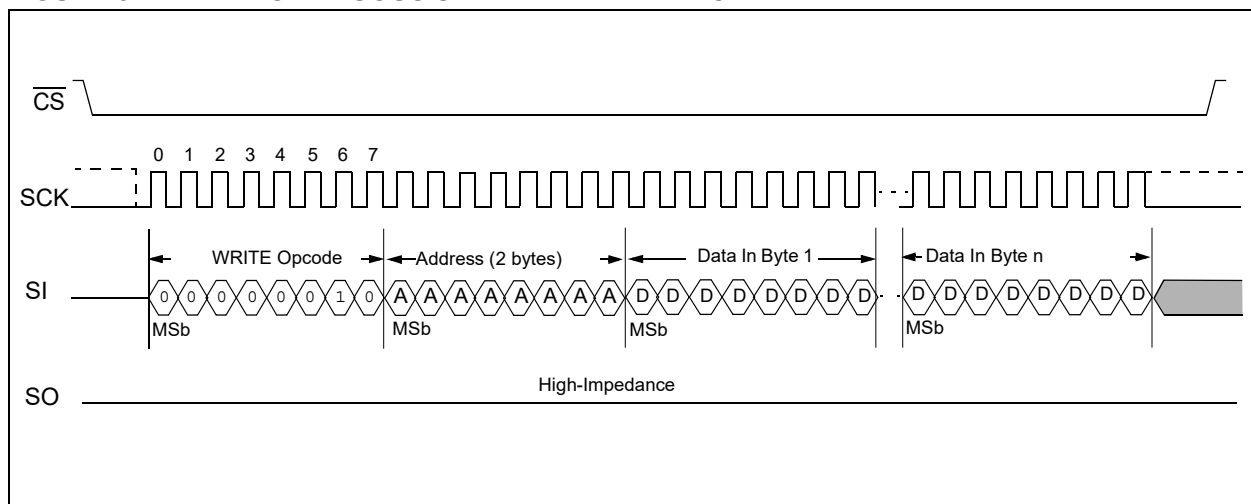 CS
0 1 2 3 4 5 6 7
SCK
WRITE Opcode Address (2 bytes) Data In Byte 1 Data In Byte n
SI 0 0 0 0 0 0 1 0 A A A A A A A A D D D D D D D D D D D D D D D D
MSb MSb MSb MSb
High-Impedance
SO